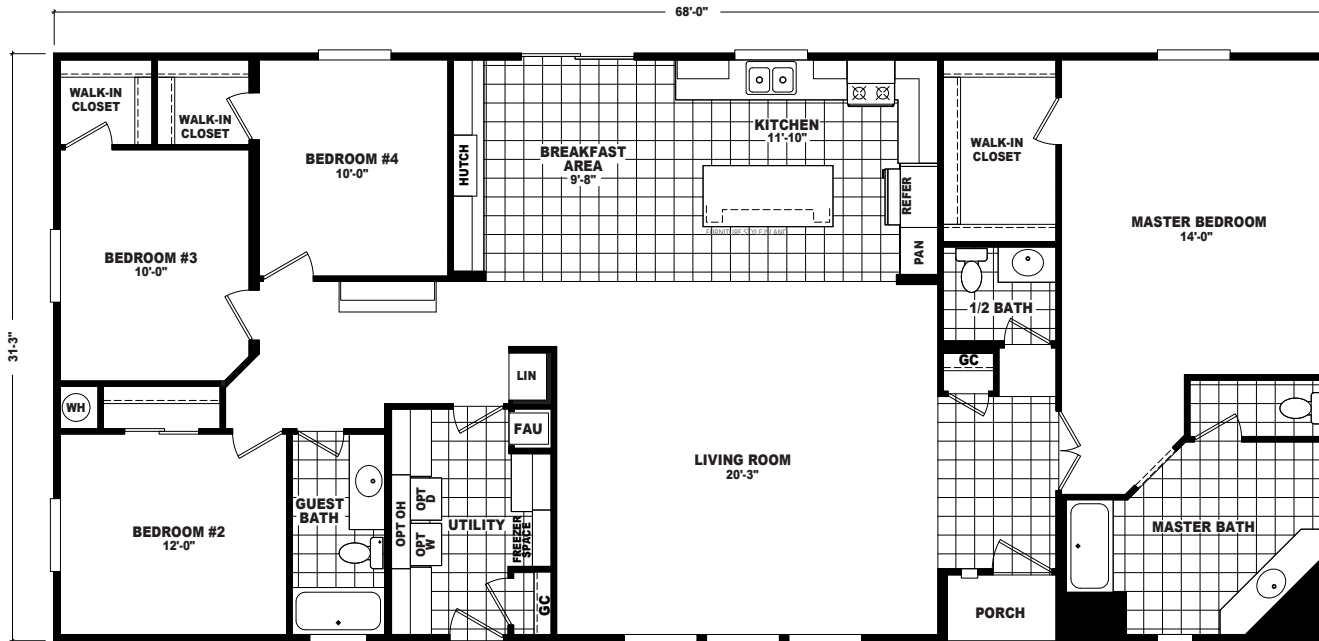 68'-0"
31-3"
WALK-IN
CLOSET
WALK-IN
CLOSET
BEDROOM #4
10'-0"
HUTCH
BREAKFAST
AREA
9'-8"
KITCHEN
11'-10"
FURNITURE STYLE ISLAND
REFER
PAN
WALK-IN
CLOSET
MASTER BEDROOM
14'-0"
BEDROOM #3
10'-0"
1/2 BATH
GC
WH
LIN
FAU
LIVING ROOM
20'-3"
BEDROOM #2
12'-0"
GUEST
BATH
OPT OH
OPT
D
OPT
W
UTILITY
FREEZER
SPACE
GC
MASTER BATH
PORCH